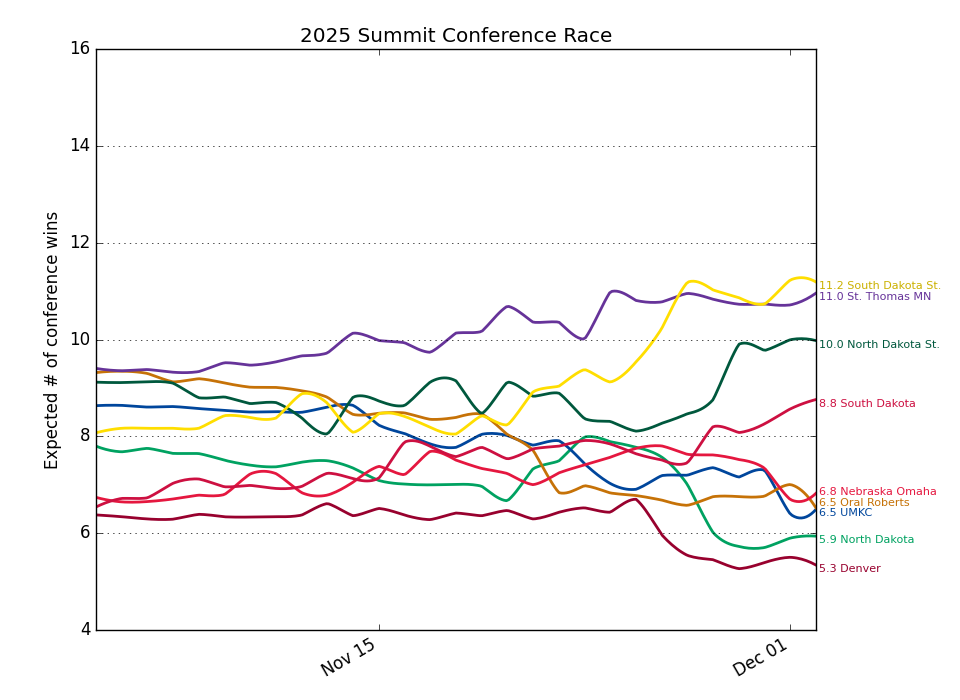 2025 Summit Conference Race
Expected # of conference wins
16
14
12
10
8
6
4
Nov 15
Dec 01
11.2 South Dakota St.
11.0 St. Thomas MN
10.0 North Dakota St.
8.8 South Dakota
6.8 Nebraska Omaha
6.5 Oral Roberts
6.5 UMKC
5.9 North Dakota
5.3 Denver